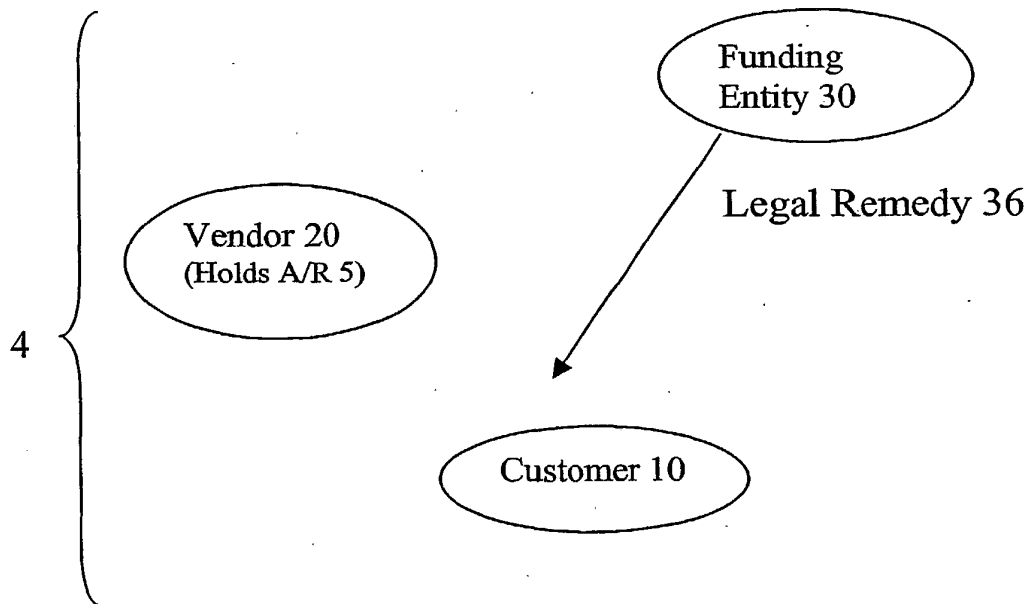 Funding
Entity 30
Legal Remedy 36
Vendor 20
(Holds A/R 5)
4
Customer 10